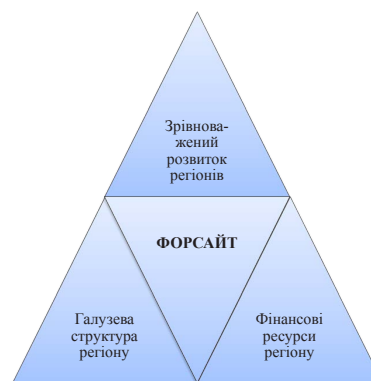 Зрівнова-
жений
розвиток
регіонів
ФОРСАЙТ
Галузева
структура
регіону
Фінансові
ресурси
регіону